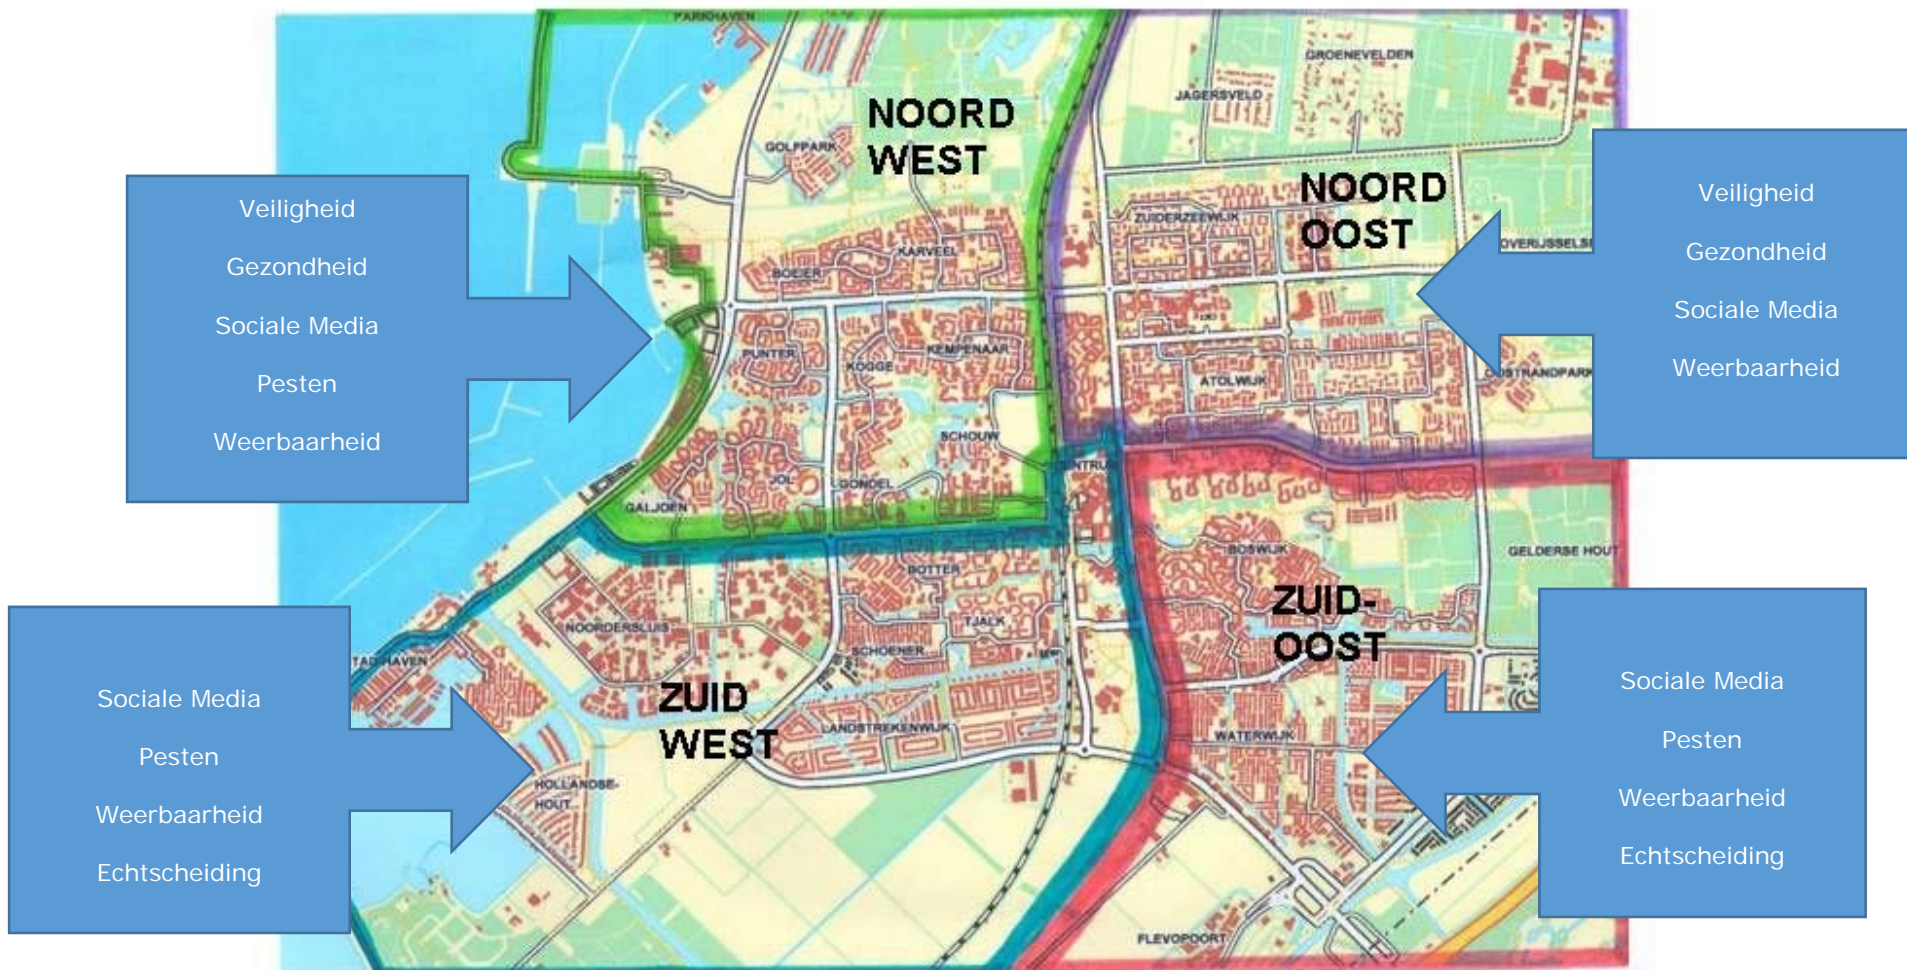 PARKHAVEN
GROENEVELDEN
JAGERSVELD
NOORD
WEST
GOLFPARK
NOORD
OOST
ZUIDERZEEWIJK
KARVEEL
BOEIER
Veiligheid
Gezondheid
Sociale Media
Pesten
Weerbaarheid
Veiligheid
Gezondheid
Sociale Media
Weerbaarheid
OVERIJSSELSE
PUNTER
KOGGE
KEMPENAAR
ATOLWIJK
OOSTRANDPARK
SCHOUW
JOL
GONDEL
GALJOEN
BOSWIJK
GELDERSE HOUT
BOTTER
ZUID-
OOST
NOORDERSLUIS
TJALK
SCHOENER
ZUID
WEST
LANDSTREKENWIJK
WATERWIJK
HOLLANDSE-
HOUT
FLEVOPOORT
Sociale Media
Pesten
Weerbaarheid
Echtscheiding
Sociale Media
Pesten
Weerbaarheid
Echtscheiding